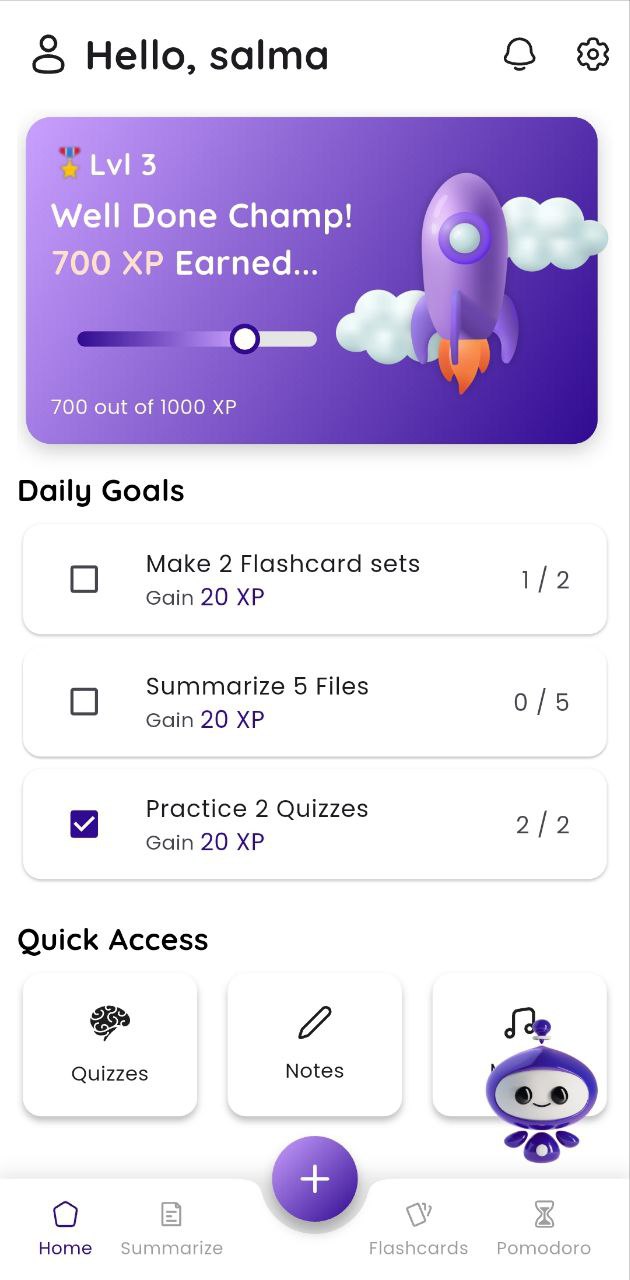 Hello, salma
Lvl 3
Well Done Champ!
700 XP Earned...
700 out of 1000 XP
Daily Goals
Make 2 Flashcard sets
Gain 20 XP
1 / 2
Summarize 5 Files
Gain 20 XP
0 / 5
Practice 2 Quizzes
Gain 20 XP
2 / 2
Quick Access
Quizzes
Notes
Home
Summarize
Flashcards
Pomodoro